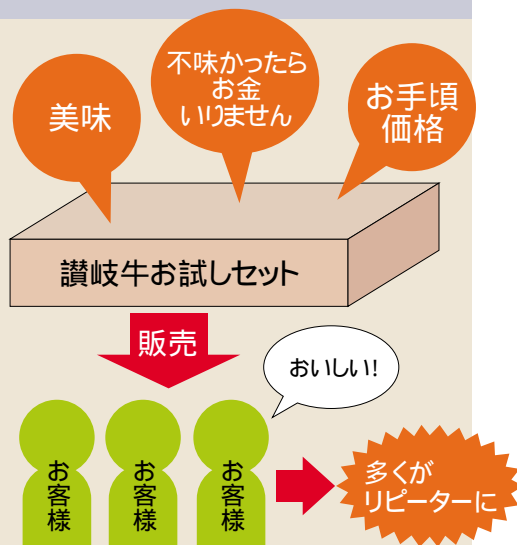 不味かったら
お金
いりません
美味
お手頃
価格
讃岐牛お試しセット
販売
おいしい!
お客様
お客様
お客様
多くが
リピーターに